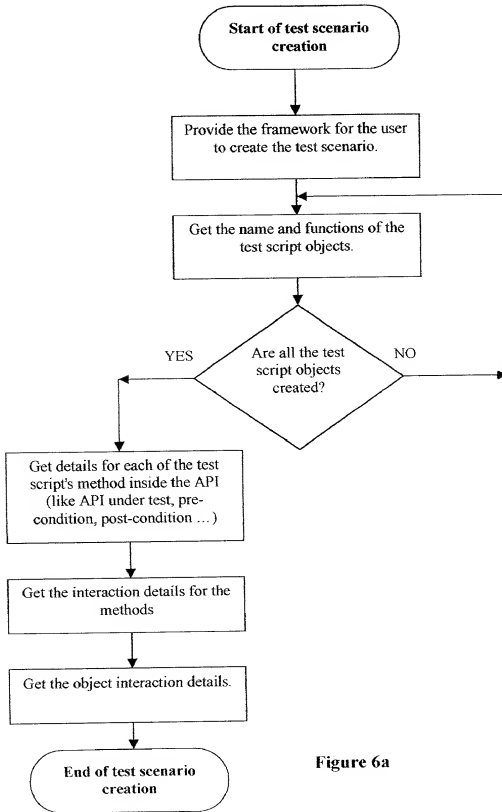 Start of test scenario
creation
Provide the framework for the user
to create the test scenario.
Get the name and functions of the
test script objects.
YES
Are all the test
script objects
created?
NO
Get details for each of the test
script's method inside the API
(like API under test, pre-
condition, post-condition ... )
Get the interaction details for the
methods
Get the object interaction details.
End of test scenario
creation
Figure 6a